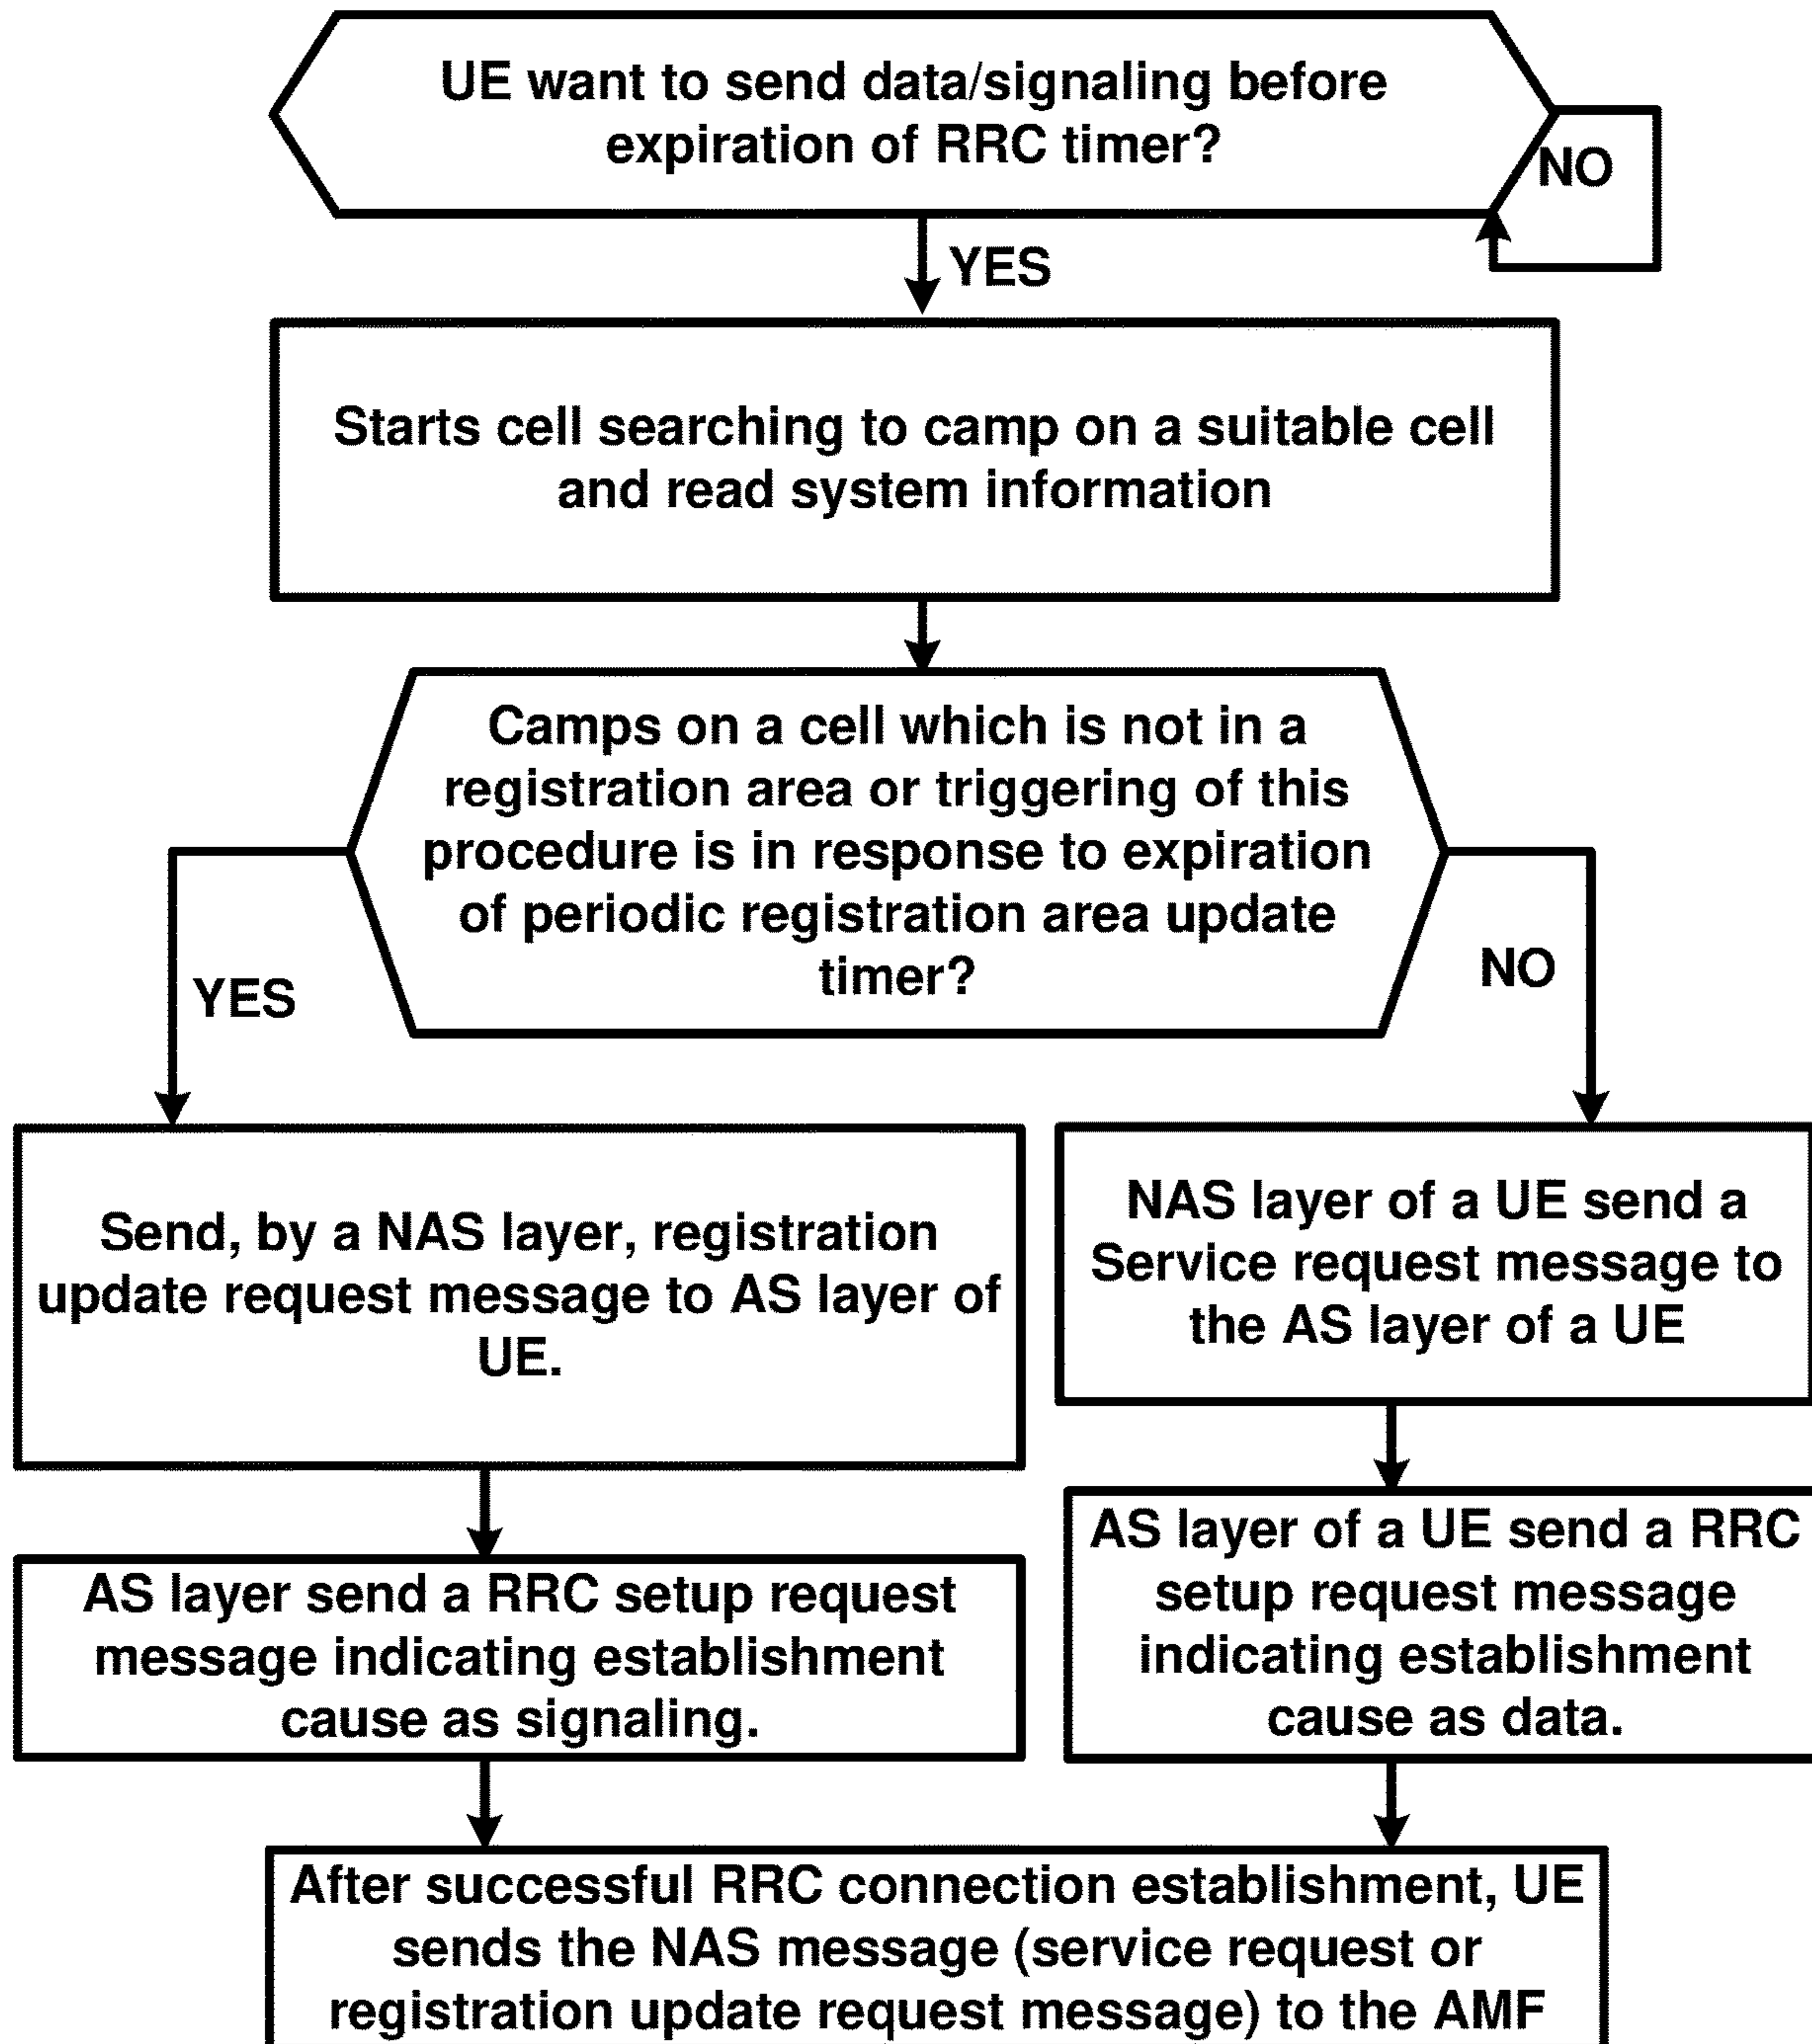 UE want to send data/signaling before
expiration of RRC timer?
NO
YES
Starts cell searching to camp on a suitable cell
and read system information
Camps on a cell which is not in a
registration area or triggering of this
procedure is in response to expiration
of periodic registration area update
timer?
YES
NO
Send, by a NAS layer, registration
update request message to AS layer of
UE.
NAS layer of a UE send a
Service request message to
the AS layer of a UE
AS layer send a RRC setup request
message indicating establishment
cause as signaling.
AS layer of a UE send a RRC
setup request message
indicating establishment
cause as data.
After successful RRC connection establishment, UE
sends the NAS message (service request or
registration update request message) to the AMF